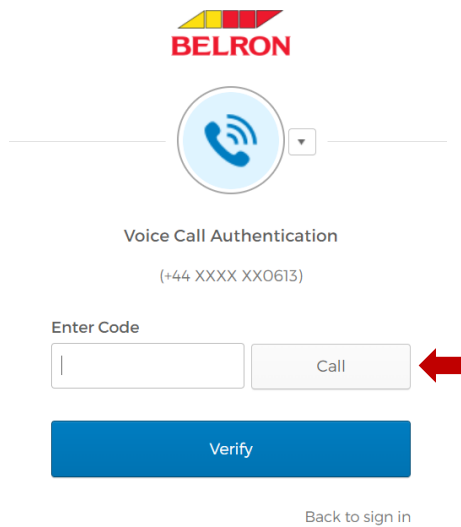 BELRON
Voice Call Authentication
(+44 XXXX XX0613)
Enter Code
Call
Verify
Back to sign in